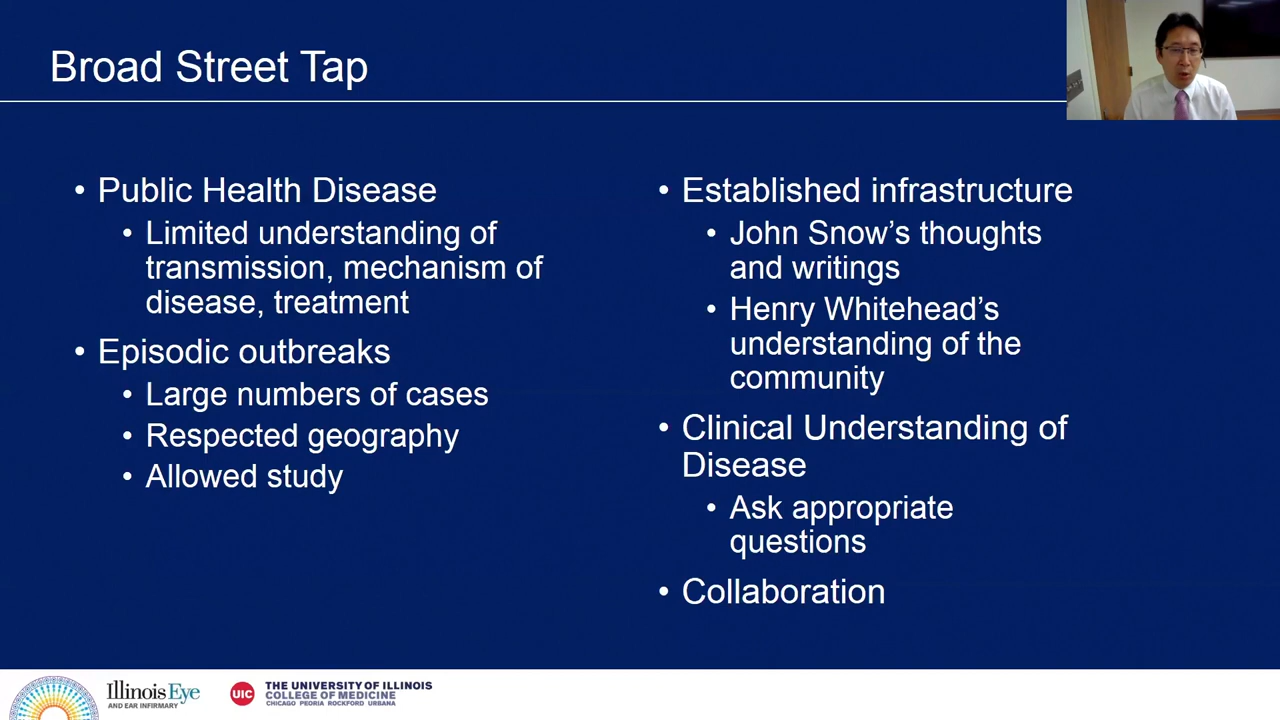 Broad Street Tap
• Public Health Disease
• Limited understanding of
transmission, mechanism of
disease, treatment
• Episodic outbreaks
• Large numbers of cases
• Respected geography
• Allowed study
• Established infrastructure
• John Snow’s thoughts
and writings
• Henry Whitehead’s
understanding of the
community
• Clinical Understanding of
Disease
• Ask appropriate
questions
• Collaboration
Illinois Eye
AND EAR INFIRMARY
UIC
THE UNIVERSITY OF ILLINOIS
COLLEGE OF MEDICINE
CHICAGO PEORIA ROCKFORD URBANA